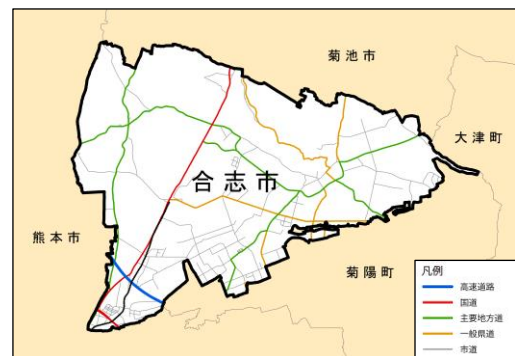 菊池市
大津町
合志市
熊本市
菊陽町
凡例
高速道路
国道
主要地方道
一般県道
市道